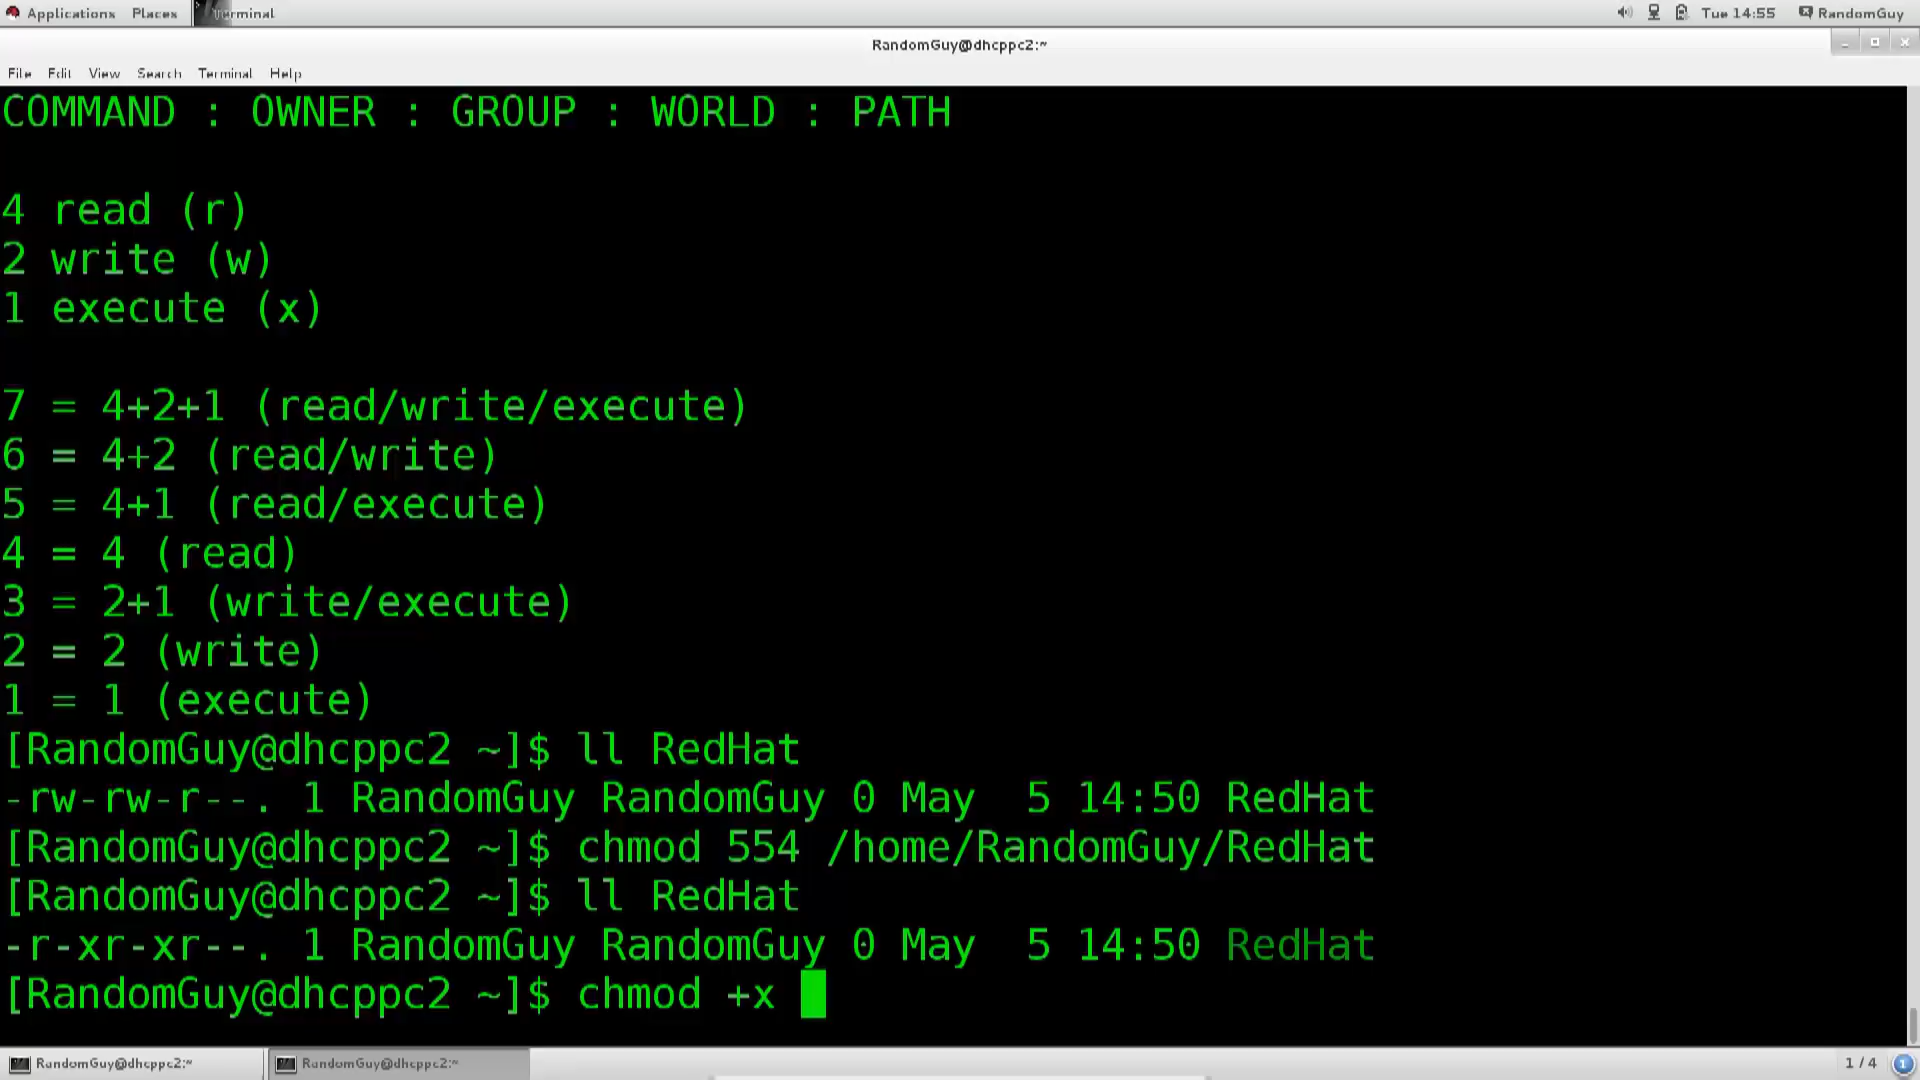 Applications Places Terminal Tue 14:55 RandomGuy
RandomGuy@dhcppc2:~
File Edit View Search Terminal Help
COMMAND : OWNER : GROUP : WORLD : PATH
4 read (r)
2 write (w)
1 execute (x)
7 = 4+2+1 (read/write/execute)
6 = 4+2 (read/write)
5 = 4+1 (read/execute)
4 = 4 (read)
3 = 2+1 (write/execute)
2 = 2 (write)
1 = 1 (execute)
[RandomGuy@dhcppc2 ~]$ ll RedHat
-rw-rw-r--. 1 RandomGuy RandomGuy 0 May  5 14:50 RedHat
[RandomGuy@dhcppc2 ~]$ chmod 554 /home/RandomGuy/RedHat
[RandomGuy@dhcppc2 ~]$ ll RedHat
-r-xr-xr--. 1 RandomGuy RandomGuy 0 May  5 14:50 RedHat
[RandomGuy@dhcppc2 ~]$ chmod +x
RandomGuy@dhcppc2:~ RandomGuy@dhcppc2:~ 1 / 4 1